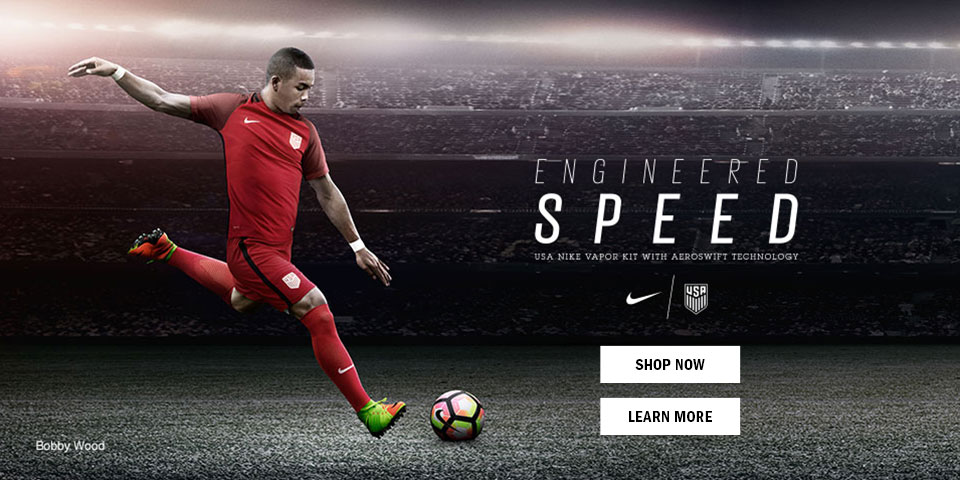 ENGINEERED
SPEED
USA NIKE VAPOR KIT WITH AEROSWIFT TECHNOLOGY
USA
SHOP NOW
LEARN MORE
Bobby Wood